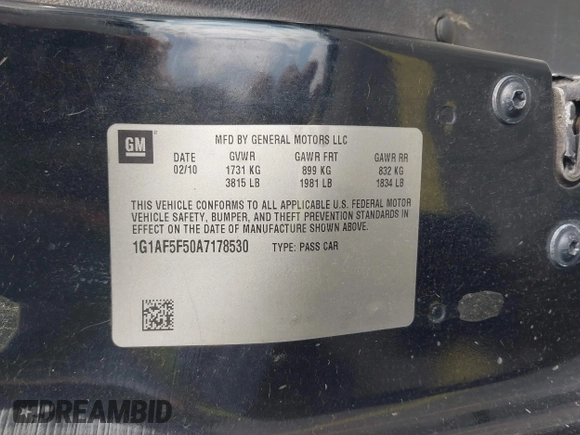 GM
MFD BY GENERAL MOTORS LLC
DATE GVWR GAWR FRT GAWR RR
02/10 1731 KG 899 KG 832 KG
3815 LB 1981 LB 1834 LB
THIS VEHICLE CONFORMS TO ALL APPLICABLE U.S. FEDERAL MOTOR
VEHICLE SAFETY, BUMPER, AND THEFT PREVENTION STANDARDS IN
EFFECT ON THE DATE OF MANUFACTURE SHOWN ABOVE.
1G1AF5F50A7178530 TYPE: PASS CAR
DREAMBID